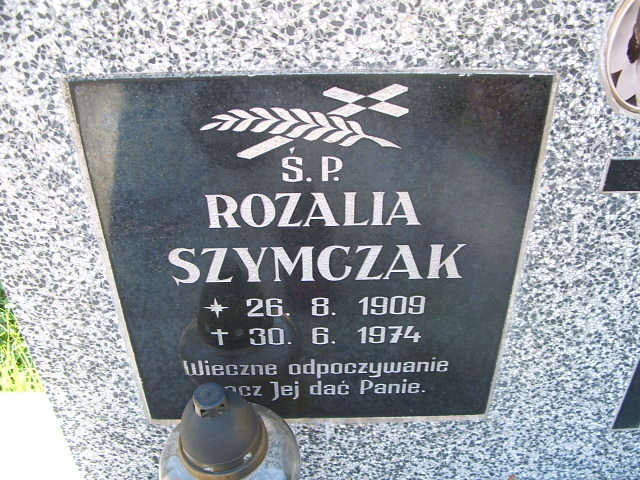 Ś. P.
ROZALIA
SZYMCZAK
* 26. 8. 1909
† 30. 6. 1974
Wieczne odpoczywanie
Jej dać Panie.